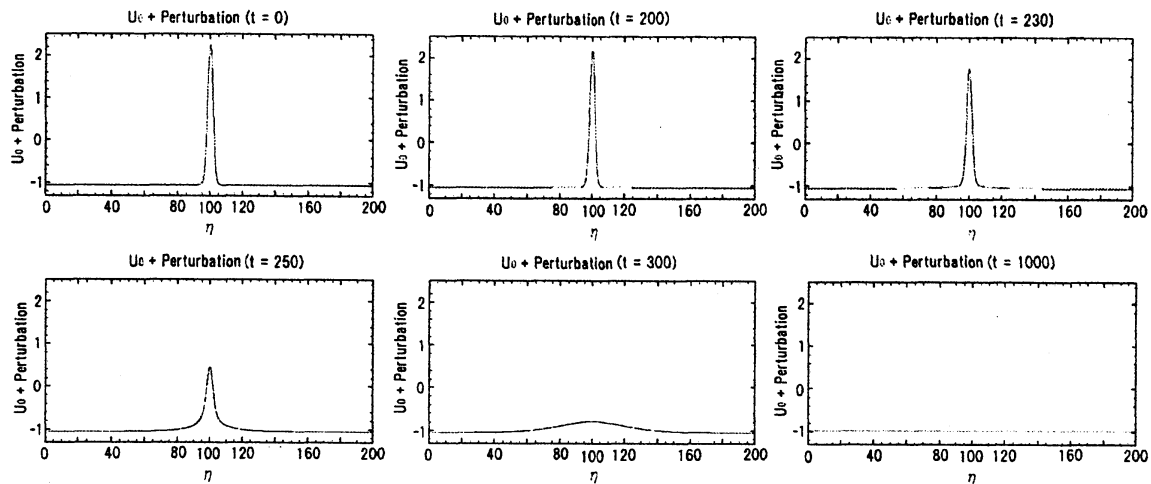 U₀ + Perturbation (t = 0)
U₀ + Perturbation
2
1
0
-1
0 40 80 100 120 160 200
η
U₀ + Perturbation (t = 200)
U₀ + Perturbation
2
1
0
-1
0 40 80 100 120 160 200
η
U₀ + Perturbation (t = 230)
U₀ + Perturbation
2
1
0
-1
0 40 80 100 120 160 200
η
U₀ + Perturbation (t = 250)
U₀ + Perturbation
2
1
0
-1
0 40 80 100 120 160 200
η
U₀ + Perturbation (t = 300)
U₀ + Perturbation
2
1
0
-1
0 40 80 100 120 160 200
η
U₀ + Perturbation (t = 1000)
U₀ + Perturbation
2
1
0
-1
0 40 80 100 120 160 200
η